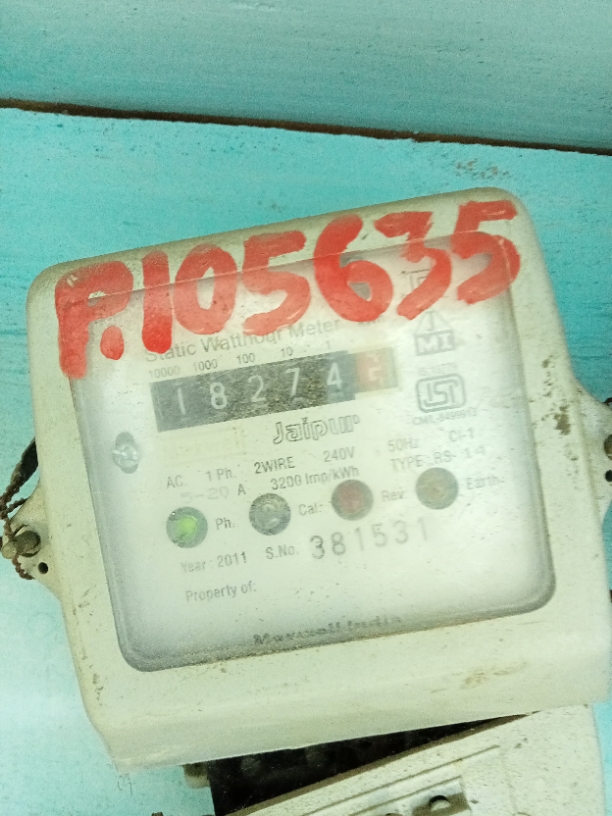 P.105635
Static Watthour Meter
10000 1000 100 10 1
18274
Jaipur
AC. 1 Ph. 2WIRE 240V 50Hz Cl-1
5-20 A 3200 Imp/kWh TYPE RS-14
Ph. Cal: Rev. Earth
Year: 2011 S.No. 381531
Property of: